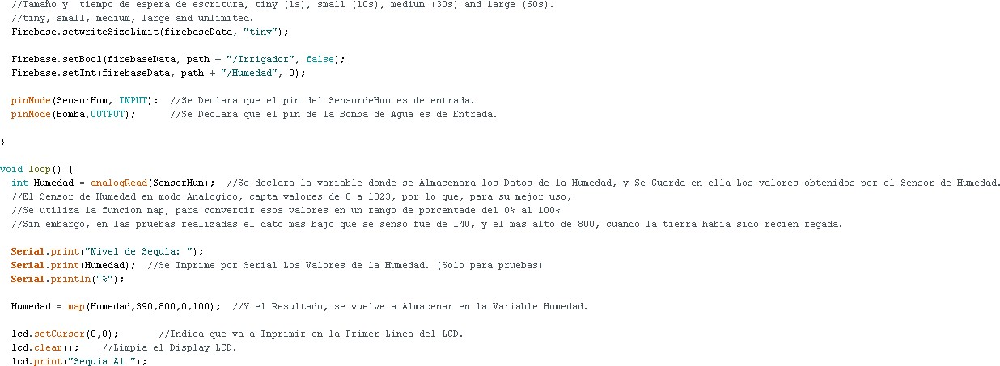 //Tamaño y  tiempo de espera de escritura, tiny (1s), small (10s), medium (30s) and large (60s).
//tiny, small, medium, large and unlimited.
Firebase.setwriteSizeLimit(firebaseData, "tiny");
Firebase.setBool(firebaseData, path + "/Irrigador", false);
Firebase.setInt(firebaseData, path + "/Humedad", 0);
pinMode(SensorHum, INPUT);  //Se Declara que el pin del SensordeHum es de entrada.
pinMode(Bomba,OUTPUT);      //Se Declara que el pin de la Bomba de Agua es de Entrada.
}
void loop() {
int Humedad = analogRead(SensorHum);  //Se declara la variable donde se Almacenara los Datos de la Humedad, y Se Guarda en ella Los valores obtenidos por el Sensor de Humedad.
//El Sensor de Humedad en modo Analogico, capta valores de 0 a 1023, por lo que, para su mejor uso,
//Se utiliza la funcion map, para convertir esos valores en un rango de porcentade del 0% al 100%
//Sin embargo, en las pruebas realizadas el dato mas bajo que se senso fue de 140, y el mas alto de 800, cuando la tierra habia sido recien regada.
Serial.print("Nivel de Sequía: ");
Serial.print(Humedad);  //Se Imprime por Serial Los Valores de la Humedad. (Solo para pruebas)
Serial.println("%");
Humedad = map(Humedad,390,800,0,100);  //Y el Resultado, se vuelve a Almacenar en la Variable Humedad.
lcd.setCursor(0,0);       //Indica que va a Imprimir en la Primer Linea del LCD.
lcd.clear();    //Limpia el Display LCD.
lcd.print("Sequia Al ");